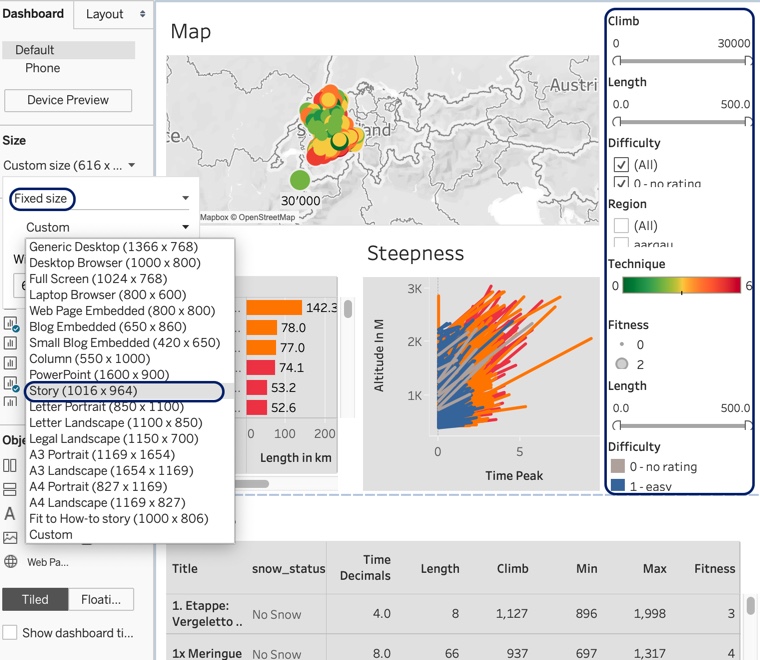 Dashboard
Layout
Default
Phone
Device Preview
Size
Custom size (616 x ...
Fixed size
Custom
Generic Desktop (1366 x 768)
Desktop Browser (1000 x 800)
Full Screen (1024 x 768)
Laptop Browser (800 x 600)
Web Page Embedded (800 x 800)
Blog Embedded (650 x 860)
Small Blog Embedded (420 x 650)
Column (550 x 1000)
PowerPoint (1600 x 900)
Story (1016 x 964)
Letter Portrait (850 x 1100)
Letter Landscape (1100 x 850)
Legal Landscape (1150 x 700)
A3 Portrait (1169 x 1654)
A3 Landscape (1654 x 1169)
A4 Portrait (827 x 1169)
A4 Landscape (1169 x 827)
Fit to How-to story (1000 x 806)
Custom
Web Pa...
Tiled
Floati...
Show dashboard ti...
Map
Austri
30'000
Mapbox © OpenStreetMap
142.3
78.0
77.0
74.1
53.2
52.6
0 100 200
Length in km
Steepness
Altitude In M
3K
2K
1K
0 5
Time Peak
Climb
0 30000
Length
0.0 500.0
Difficulty
(All)
0 - no rating
Region
(All)
aargau
Technique
0 6
Fitness
0
2
Length
0.0 500.0
Difficulty
0 - no rating
1 - easy
Title snow_status Time Decimals Length Climb Min Max Fitness
1. Etappe: Vergeletto .. No Snow 4.0 8 1,127 896 1,998 3
1x Meringue No Snow 8.0 66 937 697 1,317 4